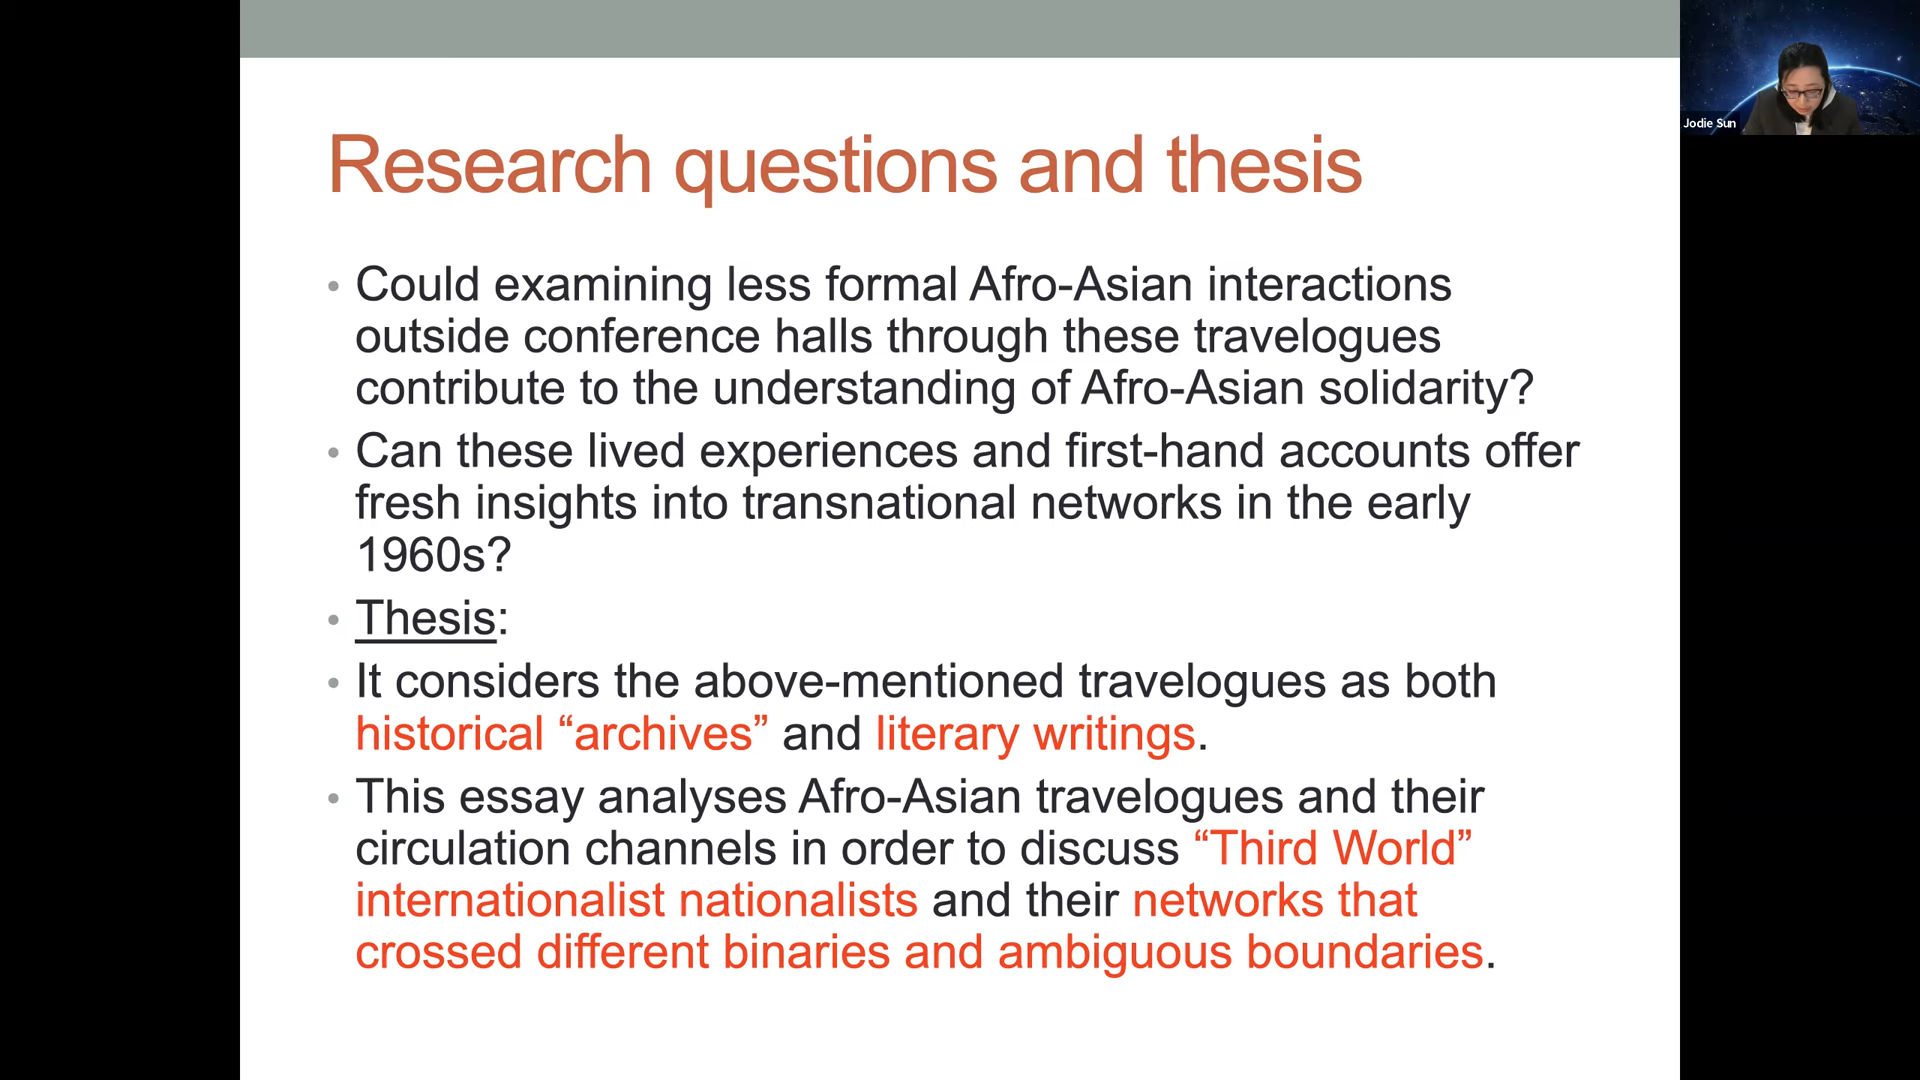 Research questions and thesis
• Could examining less formal Afro-Asian interactions
outside conference halls through these travelogues
contribute to the understanding of Afro-Asian solidarity?
• Can these lived experiences and first-hand accounts offer
fresh insights into transnational networks in the early
1960s?
• Thesis:
• It considers the above-mentioned travelogues as both
historical “archives” and literary writings.
• This essay analyses Afro-Asian travelogues and their
circulation channels in order to discuss “Third World”
internationalist nationalists and their networks that
crossed different binaries and ambiguous boundaries.
Jodie Sun